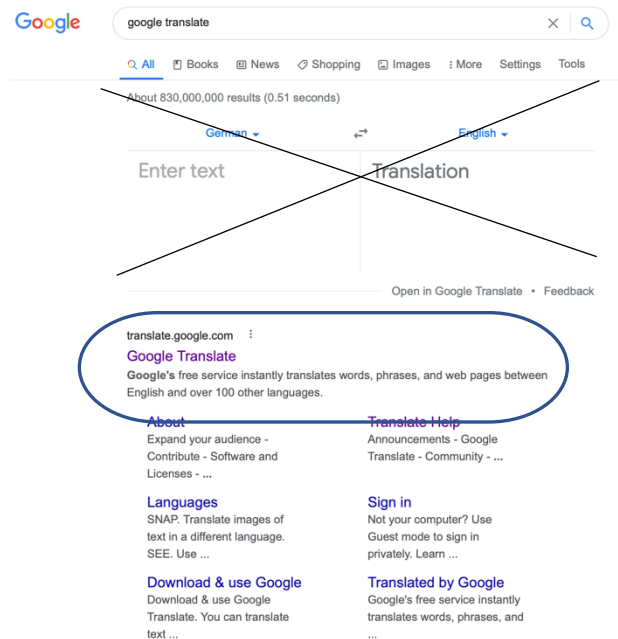 Google
google translate
All Books News Shopping Images More Settings Tools
About 830,000,000 results (0.51 seconds)
German English
Enter text Translation
Open in Google Translate • Feedback
translate.google.com
Google Translate
Google's free service instantly translates words, phrases, and web pages between
English and over 100 other languages.
About
Expand your audience -
Contribute - Software and
Licenses - ...
Translate Help
Announcements - Google
Translate - Community - ...
Languages
SNAP. Translate images of
text in a different language.
SEE. Use ...
Sign in
Not your computer? Use
Guest mode to sign in
privately. Learn ...
Download & use Google
Download & use Google
Translate. You can translate
text ...
Translated by Google
Google's free service instantly
translates words, phrases, and
...